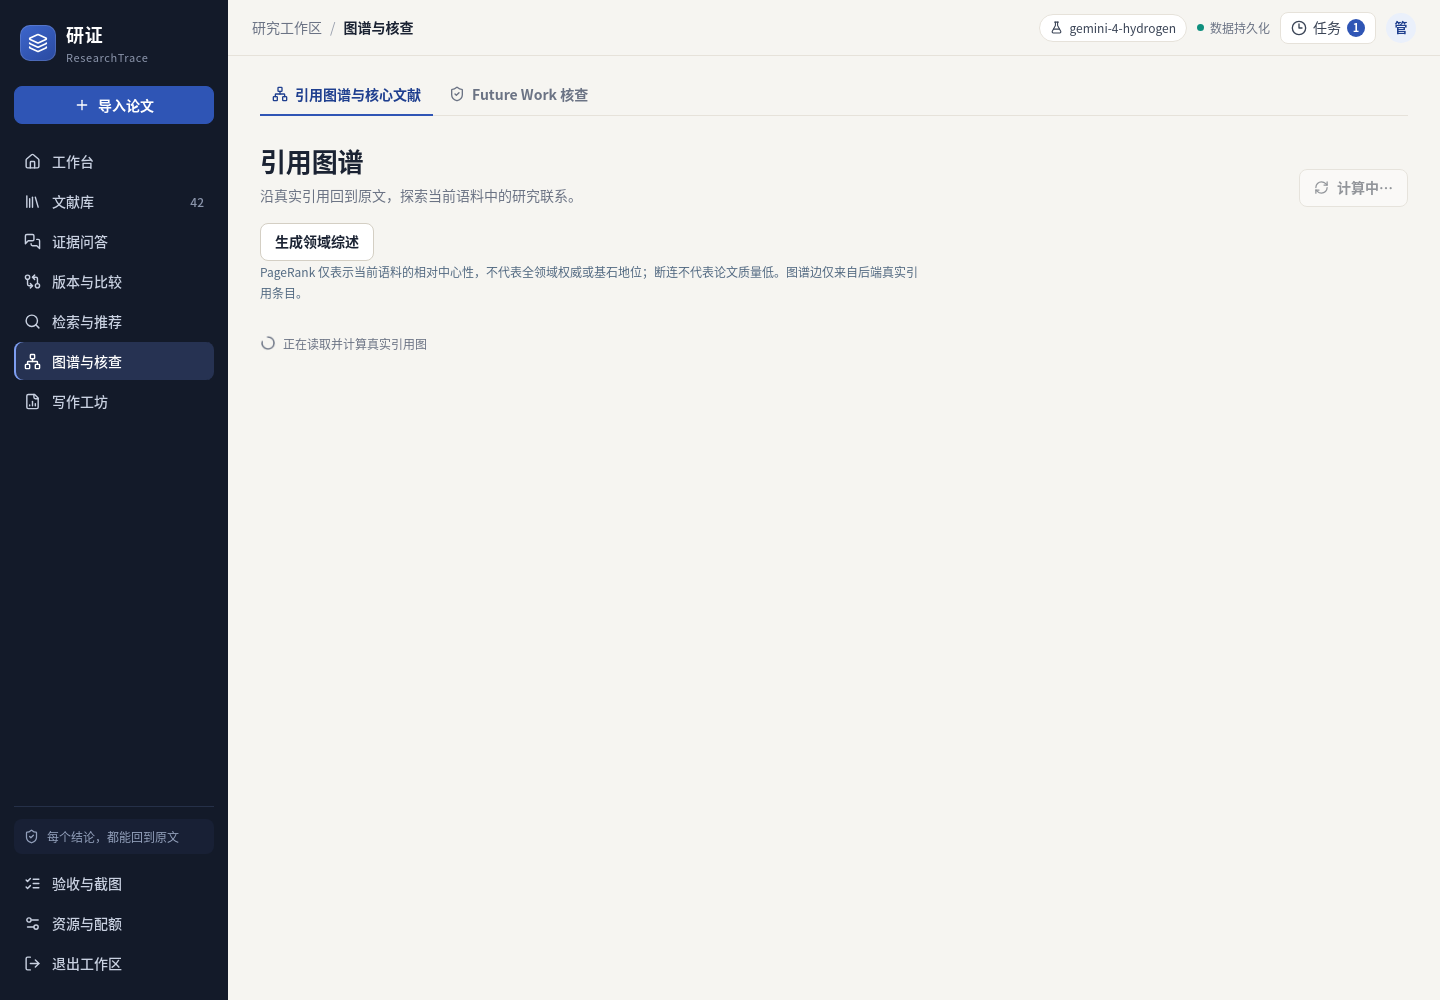 研证
ResearchTrace
导入论文
工作台
文献库 42
证据问答
版本与比较
检索与推荐
图谱与核查
写作工坊
每个结论，都能回到原文
验收与截图
资源与配额
退出工作区
研究工作区 / 图谱与核查
gemini-4-hydrogen
数据持久化
任务 1
管
引用图谱与核心文献
Future Work 核查
引用图谱
沿真实引用回到原文，探索当前语料中的研究联系。
计算中…
生成领域综述
PageRank 仅表示当前语料的相对中心性，不代表全领域权威或基石地位；断连不代表论文质量低。图谱边仅来自后端真实引
用条目。
正在读取并计算真实引用图